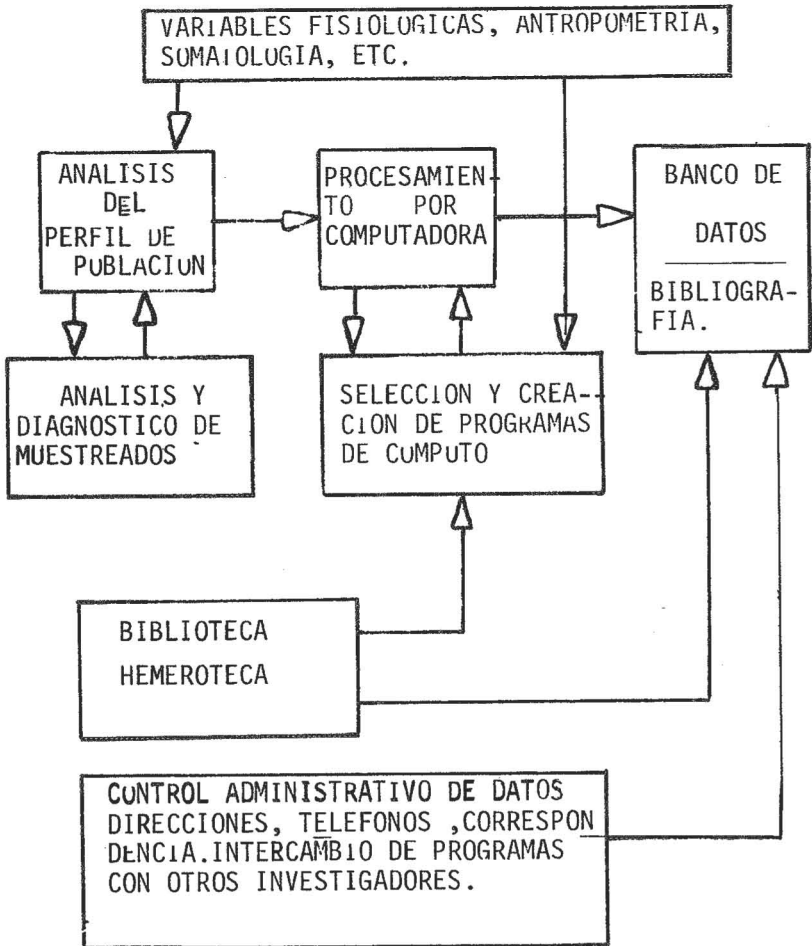 VARIABLES FISIOLOGICAS, ANTROPOMETRIA,
SOMATOLOGIA, ETC.
ANALISIS
DEL
PERFIL DE
POBLACION
PROCESAMIEN-
TO POR
COMPUTADORA
BANCO DE
DATOS
BIBLIOGRA-
FIA.
ANALISIS Y
DIAGNOSTICO DE
MUESTREADOS
SELECCION Y CREA--
CION DE PROGRAMAS
DE COMPUTO
BIBLIOTECA
HEMEROTECA
CONTROL ADMINISTRATIVO DE DATOS
DIRECCIONES, TELEFONOS ,CORRESPON
DENCIA.INTERCAMBIO DE PROGRAMAS
CON OTROS INVESTIGADORES.